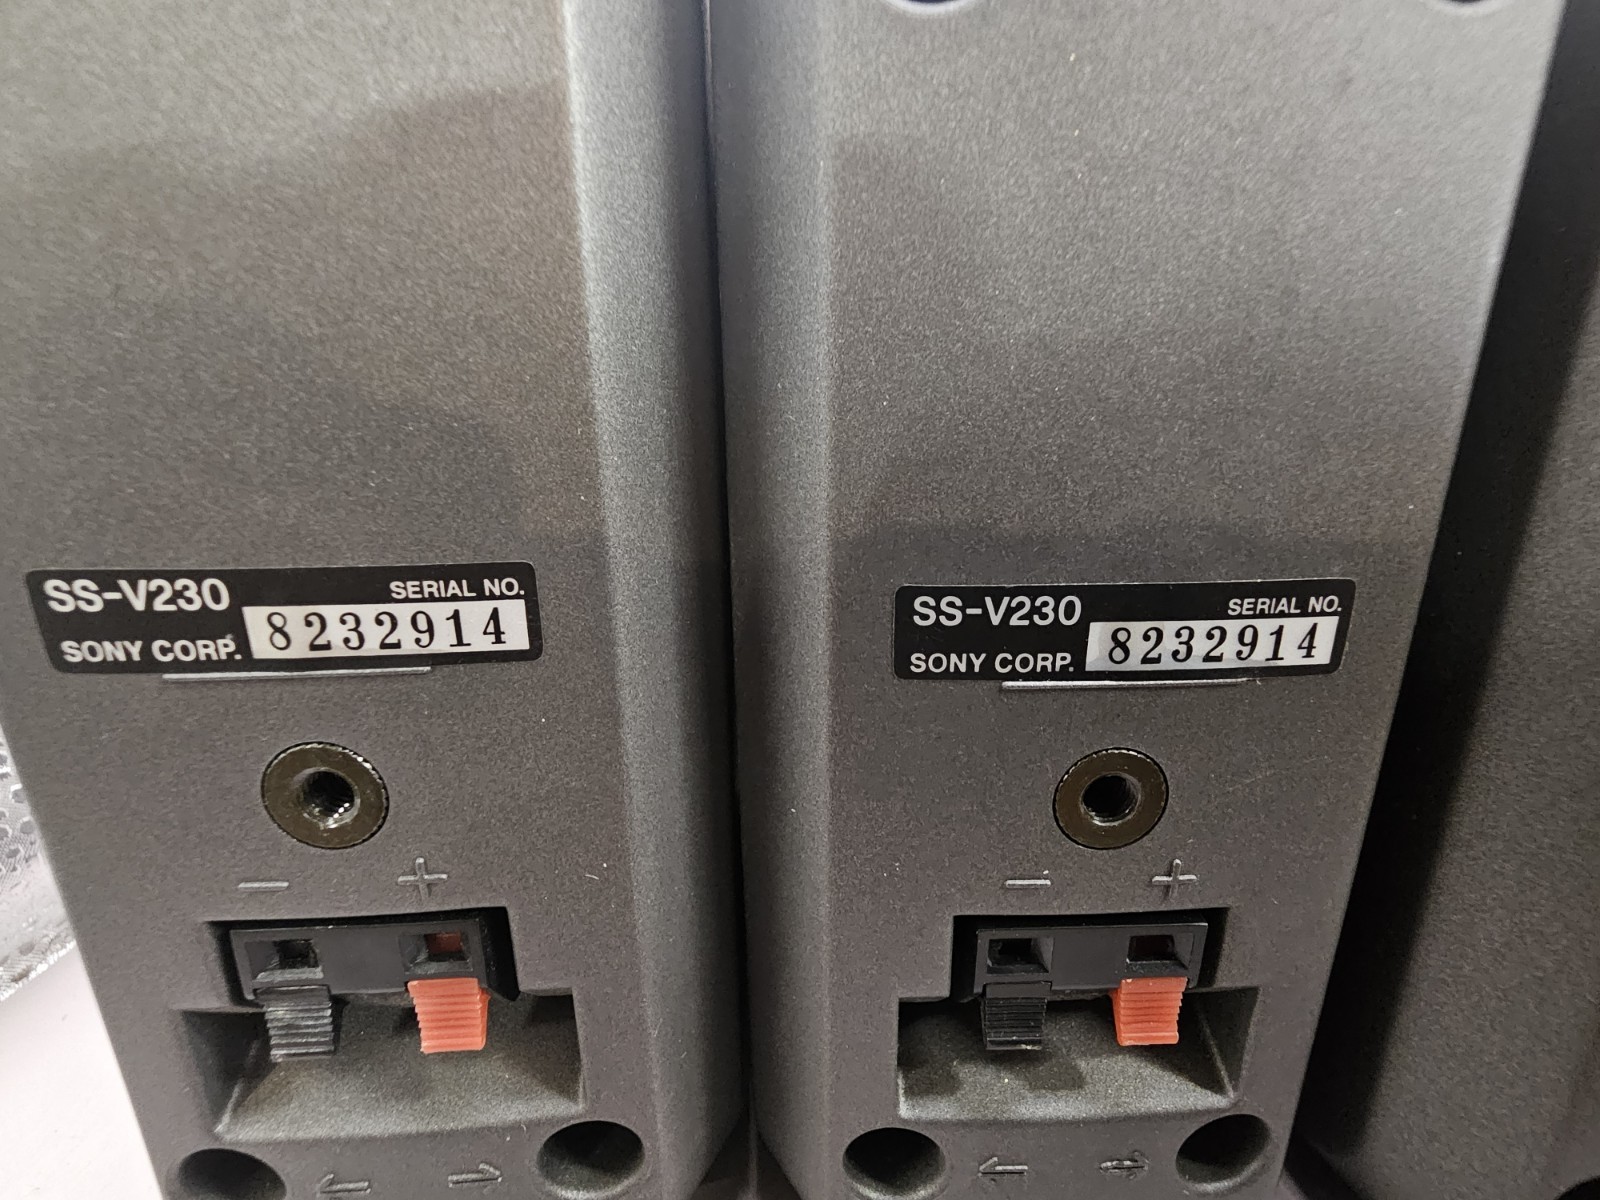 SS-V230
SERIAL NO.
SONY CORP.
8232914
− +
SS-V230
SERIAL NO.
SONY CORP.
8232914
− +